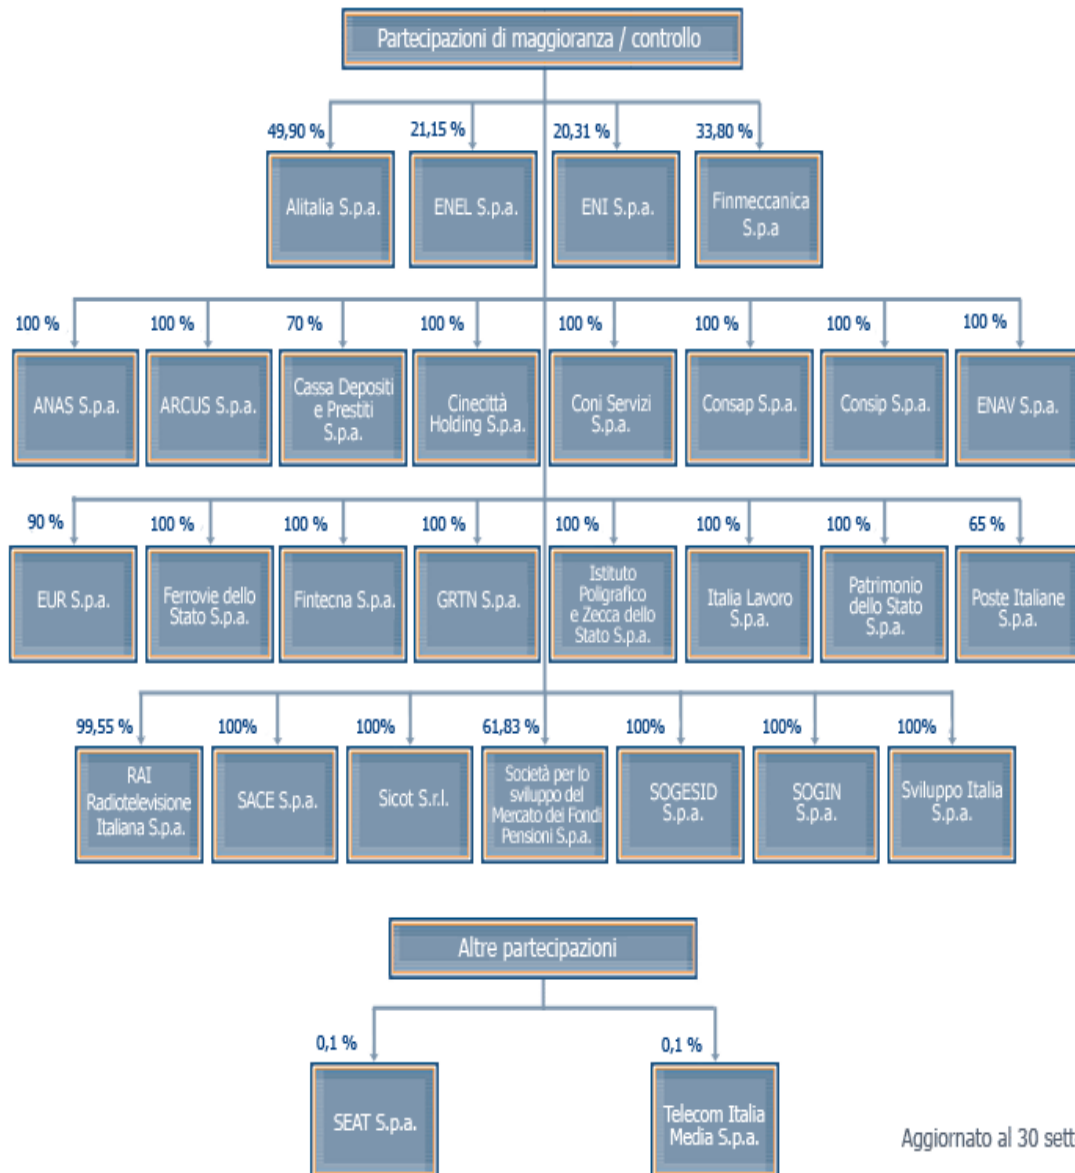 Partecipazioni di maggioranza / controllo
49,90 %
21,15 %
20,31 %
33,80 %
Alitalia S.p.a.
ENEL S.p.a.
ENI S.p.a.
Finmeccanica
S.p.a
100 %
100 %
70 %
100 %
100 %
100 %
100 %
100 %
ANAS S.p.a.
ARCUS S.p.a.
Cassa Depositi
e Prestiti
S.p.a.
Cinecittà
Holding S.p.a.
Coni Servizi
S.p.a.
Consap S.p.a.
Consip S.p.a.
ENAV S.p.a.
90 %
100 %
100 %
100 %
100 %
100 %
100 %
65 %
EUR S.p.a.
Ferrovie dello
Stato S.p.a.
Fintecna S.p.a.
GRTN S.p.a.
Istituto
Poligrafico
e Zecca dello
Stato S.p.a.
Italia Lavoro
S.p.a.
Patrimonio
dello Stato
S.p.a.
Poste Italiane
S.p.a.
99,55 %
100%
100%
61,83 %
100%
100%
100%
RAI
Radiotelevisione
Italiana S.p.a.
SACE S.p.a.
Sicot S.r.l.
Società per lo
sviluppo del
Mercato dei Fondi
Pensioni S.p.a.
SOGESID
S.p.a.
SOGIN
S.p.a.
Sviluppo Italia
S.p.a.
Altre partecipazioni
0,1 %
0,1 %
SEAT S.p.a.
Telecom Italia
Media S.p.a.
Aggiornato al 30 sett